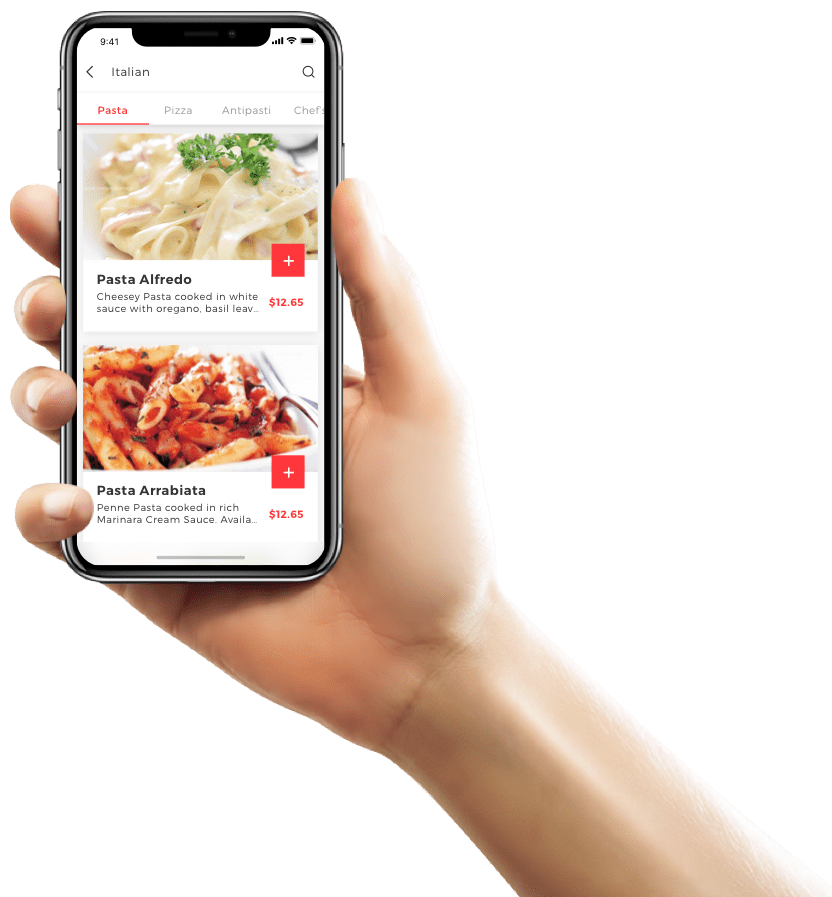 9:41
Italian
Pasta Pizza Antipasti Chef's
Pasta Alfredo
Cheesey Pasta cooked in white
sauce with oregano, basil leav...
$12.65
Pasta Arrabiata
Penne Pasta cooked in rich
Marinara Cream Sauce. Availa...
$12.65